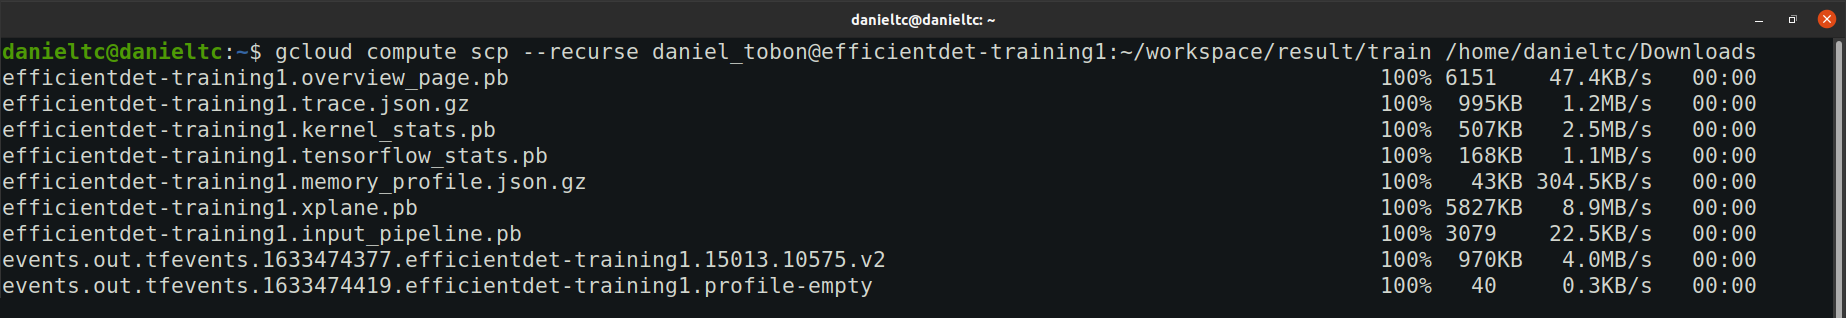 danieltc@danieltc: ~
danieltc@danieltc:~$ gcloud compute scp --recurse daniel_tobon@efficientdet-training1:~/workspace/result/train /home/danieltc/Downloads
efficientdet-training1.overview_page.pb 100% 6151 47.4KB/s 00:00
efficientdet-training1.trace.json.gz 100% 995KB 1.2MB/s 00:00
efficientdet-training1.kernel_stats.pb 100% 507KB 2.5MB/s 00:00
efficientdet-training1.tensorflow_stats.pb 100% 168KB 1.1MB/s 00:00
efficientdet-training1.memory_profile.json.gz 100% 43KB 304.5KB/s 00:00
efficientdet-training1.xplane.pb 100% 5827KB 8.9MB/s 00:00
efficientdet-training1.input_pipeline.pb 100% 3079 22.5KB/s 00:00
events.out.tfevents.1633474377.efficientdet-training1.15013.10575.v2 100% 970KB 4.0MB/s 00:00
events.out.tfevents.1633474419.efficientdet-training1.profile-empty 100% 40 0.3KB/s 00:00